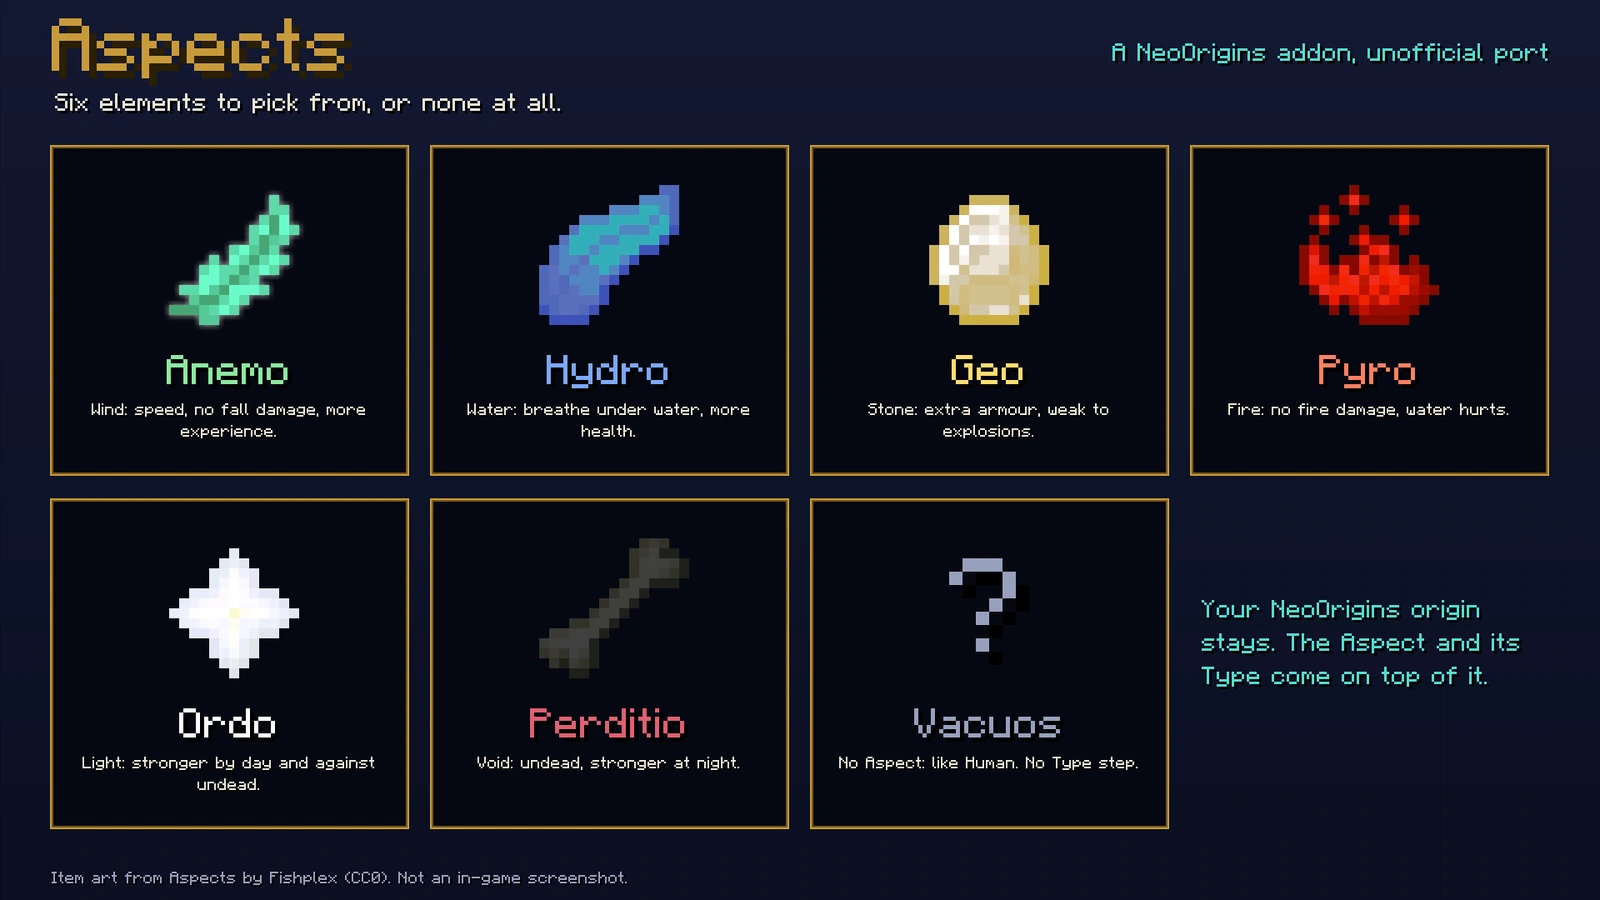 Aspects
A NeoOrigins addon, unofficial port
Six elements to pick from, or none at all.
Anemo
Wind: speed, no fall damage, more
experience.
Hydro
Water: breathe under water, more
health.
Geo
Stone: extra armour, weak to
explosions.
Pyro
Fire: no fire damage, water hurts.
Ordo
Light: stronger by day and against
undead.
Perditio
Void: undead, stronger at night.
?
Vacuos
No Aspect: like Human. No Type step.
Your NeoOrigins origin
stays. The Aspect and its
Type come on top of it.
Item art from Aspects by Fishplex (CC0). Not an in-game screenshot.